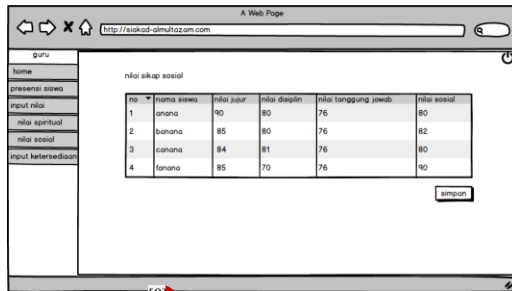 A Web Page
http://siakad-almultazam.com
guru
home
presensi siswa
input nilai
nilai spiritual
nilai sosial
input ketersediaan
nilai sikap sosial
no nama siswa nilai jujur nilai disiplin nilai tanggung jawab nilai sosial
1 anana 90 80 76 80
2 banana 85 80 76 82
3 canana 84 81 76 80
4 fanana 85 70 76 90
simpan